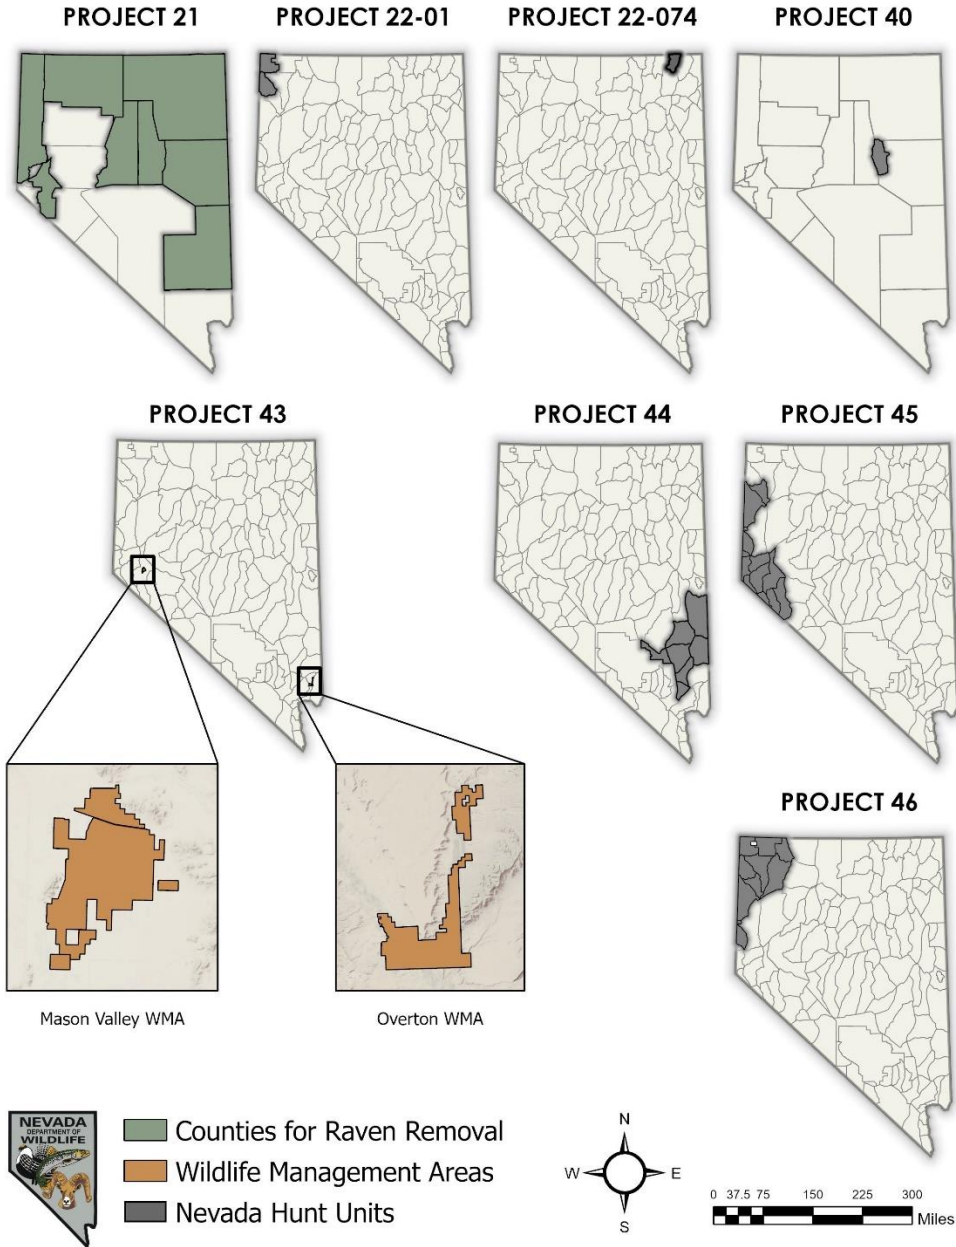 PROJECT 21
PROJECT 22-01
PROJECT 22-074
PROJECT 40
PROJECT 43
PROJECT 44
PROJECT 45
PROJECT 46
Mason Valley WMA
Overton WMA
NEVADA
DEPARTMENT OF
WILDLIFE
Counties for Raven Removal
Wildlife Management Areas
Nevada Hunt Units
N
W
E
S
0 37.5 75 150 225 300
Miles